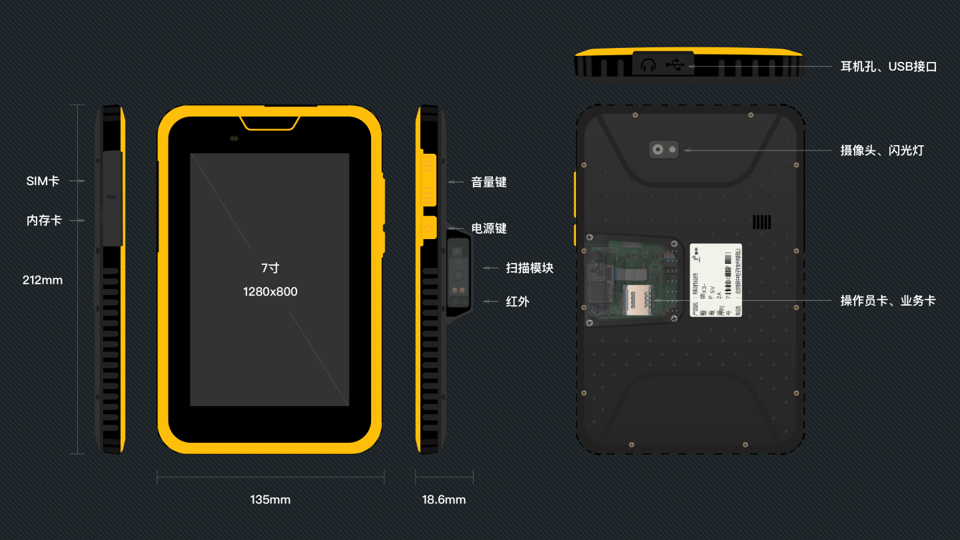 耳机孔、USB接口
摄像头、闪光灯
SIM卡
音量键
内存卡
电源键
扫描模块
7寸
212mm
1280x800
红外
操作员卡、业务卡
135mm
18.6mm